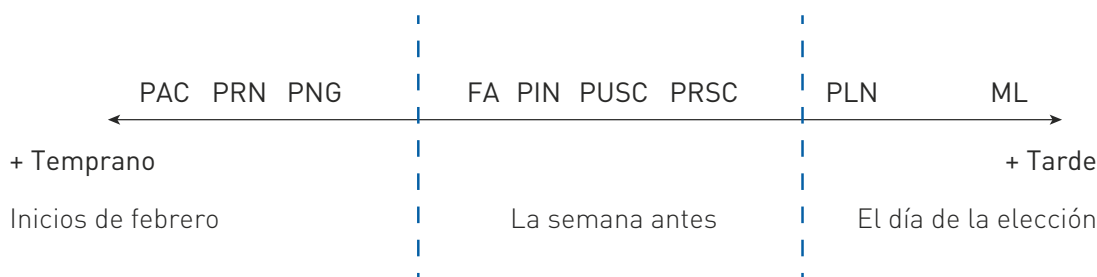 PAC PRN PNG FA PIN PUSC PRSC PLN ML
+ Temprano + Tarde
Inicios de febrero La semana antes El día de la elección